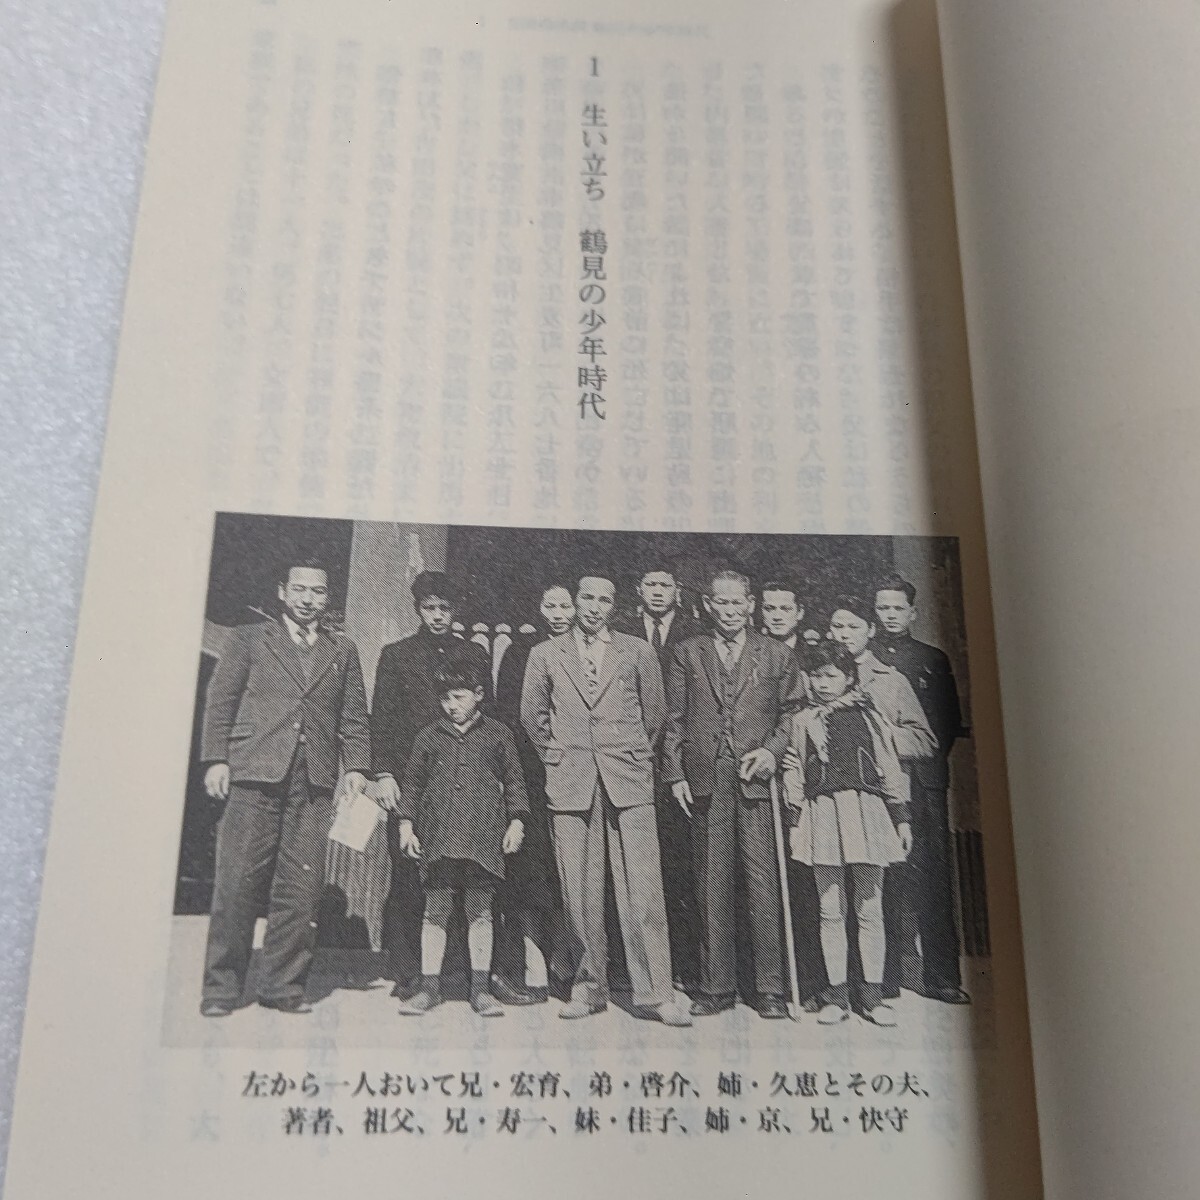 1 生い立ち 鶴見の少年時代
左から一人おいて兄・宏育、弟・啓介、姉・久恵とその夫、
著者、祖父、兄・寿一、妹・佳子、姉・京、兄・快守